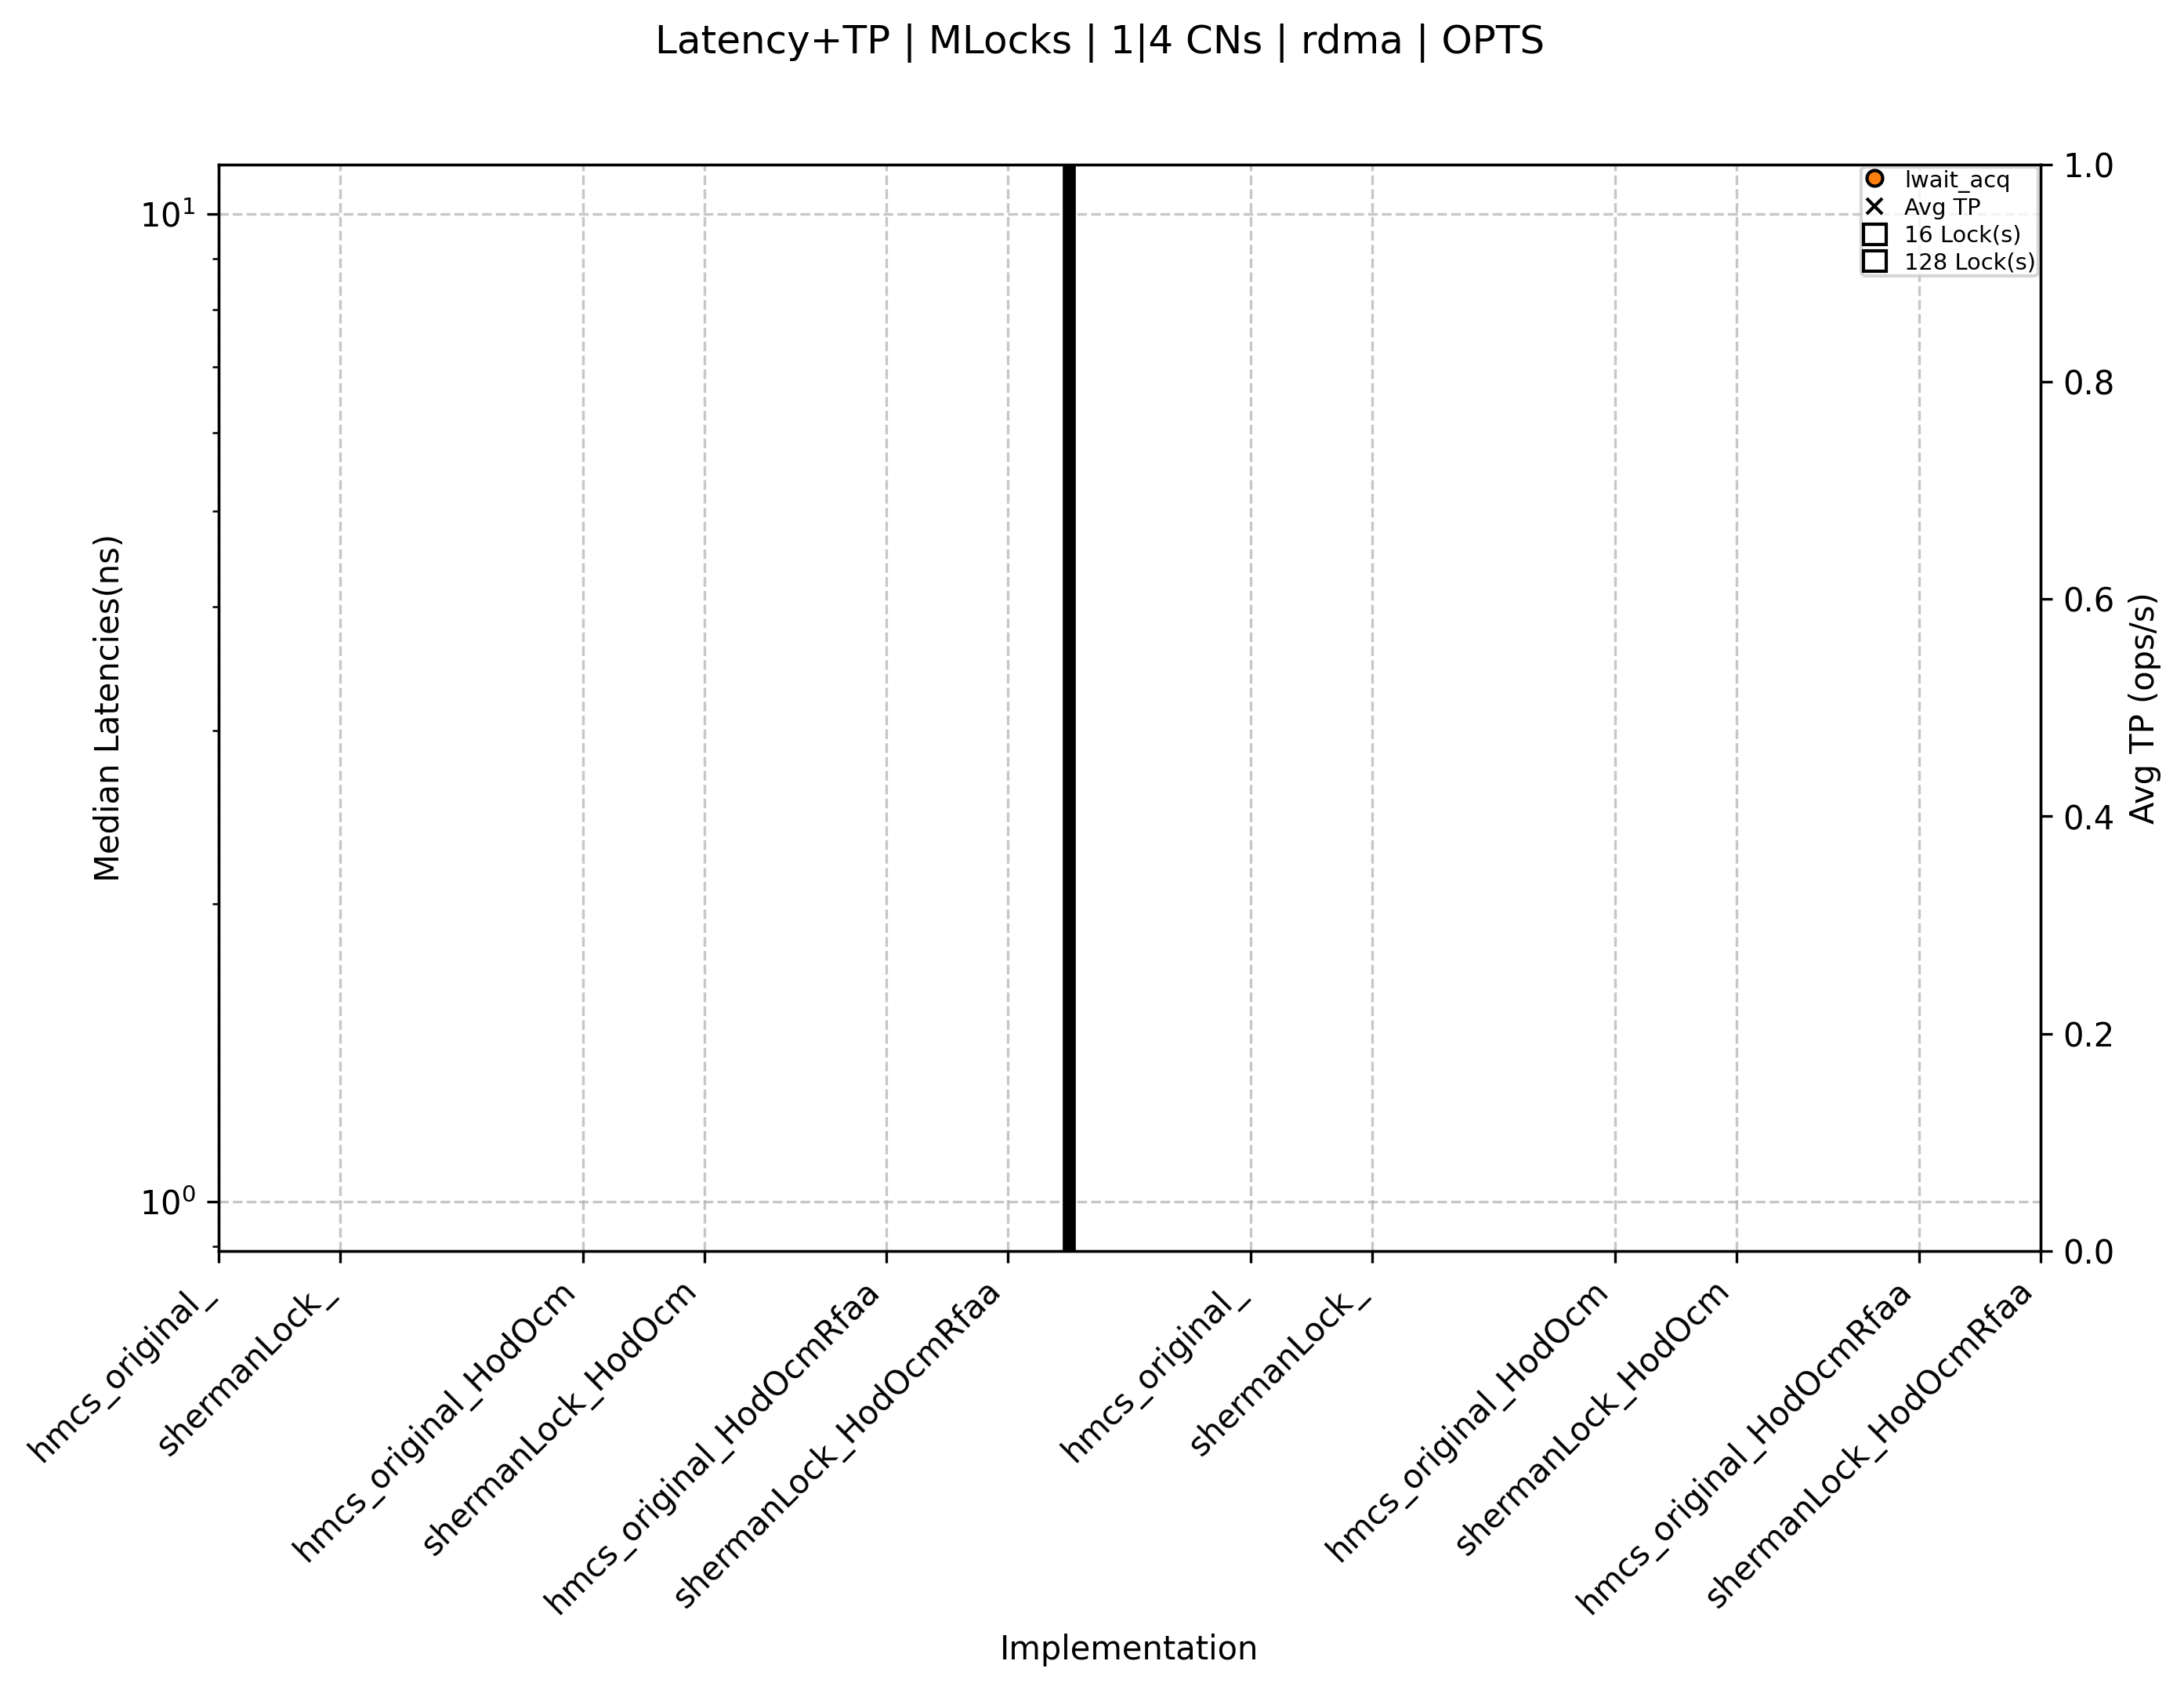 Latency+TP | MLocks | 1|4 CNs | rdma | OPTS
lwait_acq
Avg TP
16 Lock(s)
128 Lock(s)
10¹
10⁰
Median Latencies(ns)
1.0
0.8
0.6
0.4
0.2
0.0
Avg TP (ops/s)
hmcs_original_
shermanLock_
hmcs_original_HodOcm
shermanLock_HodOcm
hmcs_original_HodOcmRfaa
shermanLock_HodOcmRfaa
hmcs_original_
shermanLock_
hmcs_original_HodOcm
shermanLock_HodOcm
hmcs_original_HodOcmRfaa
shermanLock_HodOcmRfaa
Implementation